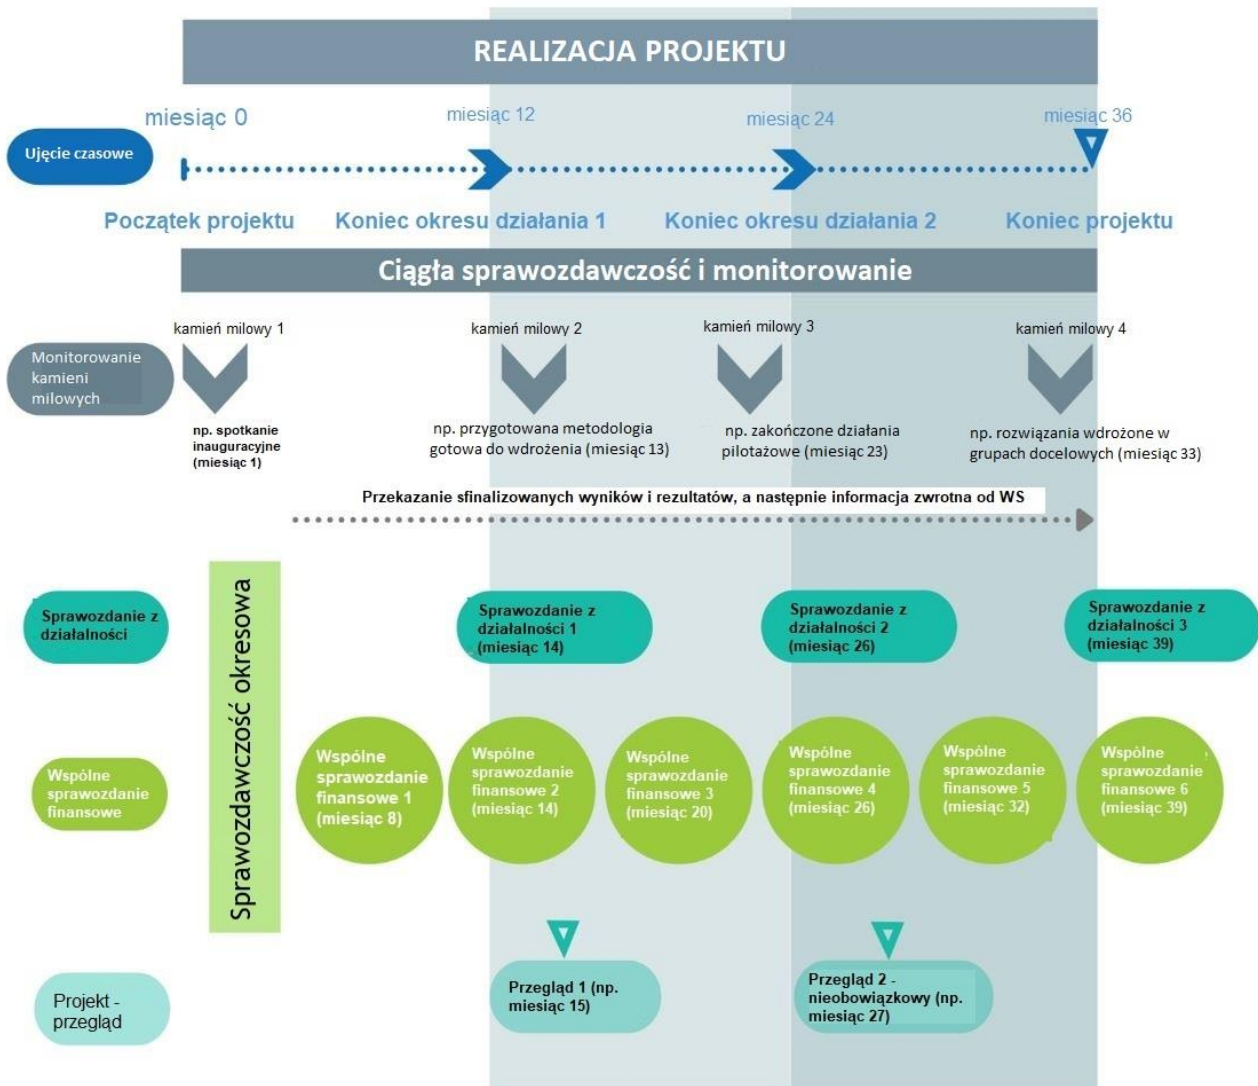 REALIZACJA PROJEKTU
miesiąc 0
miesiąc 12
miesiąc 24
miesiąc 36
Ujęcie czasowe
Początek projektu
Koniec okresu działania 1
Koniec okresu działania 2
Koniec projektu
Ciągła sprawozdawczość i monitorowanie
kamień milowy 1
kamień milowy 2
kamień milowy 3
kamień milowy 4
Monitorowanie
kamieni
milowych
np. spotkanie
inauguracyjne
(miesiąc 1)
np. przygotowana metodologia
gotowa do wdrożenia (miesiąc 13)
np. zakończone działania
pilotażowe (miesiąc 23)
np. rozwiązania wdrożone w
grupach docelowych (miesiąc 33)
Przekazanie sfinalizowanych wyników i rezultatów, a następnie informacja zwrotna od WS
Sprawozdawczość okresowa
Sprawozdanie z
działalności
Sprawozdanie z
działalności 1
(miesiąc 14)
Sprawozdanie z
działalności 2
(miesiąc 26)
Sprawozdanie z
działalności 3
(miesiąc 39)
Wspólne
sprawozdanie
finansowe
Wspólne
sprawozdanie
finansowe 1
(miesiąc 8)
Wspólne
sprawozdanie
finansowe 2
(miesiąc 14)
Wspólne
sprawozdanie
finansowe 3
(miesiąc 20)
Wspólne
sprawozdanie
finansowe 4
(miesiąc 26)
Wspólne
sprawozdanie
finansowe 5
(miesiąc 32)
Wspólne
sprawozdanie
finansowe 6
(miesiąc 39)
Projekt -
przegląd
Przegląd 1 (np.
miesiąc 15)
Przegląd 2 -
nieobowiązkowy (np.
miesiąc 27)